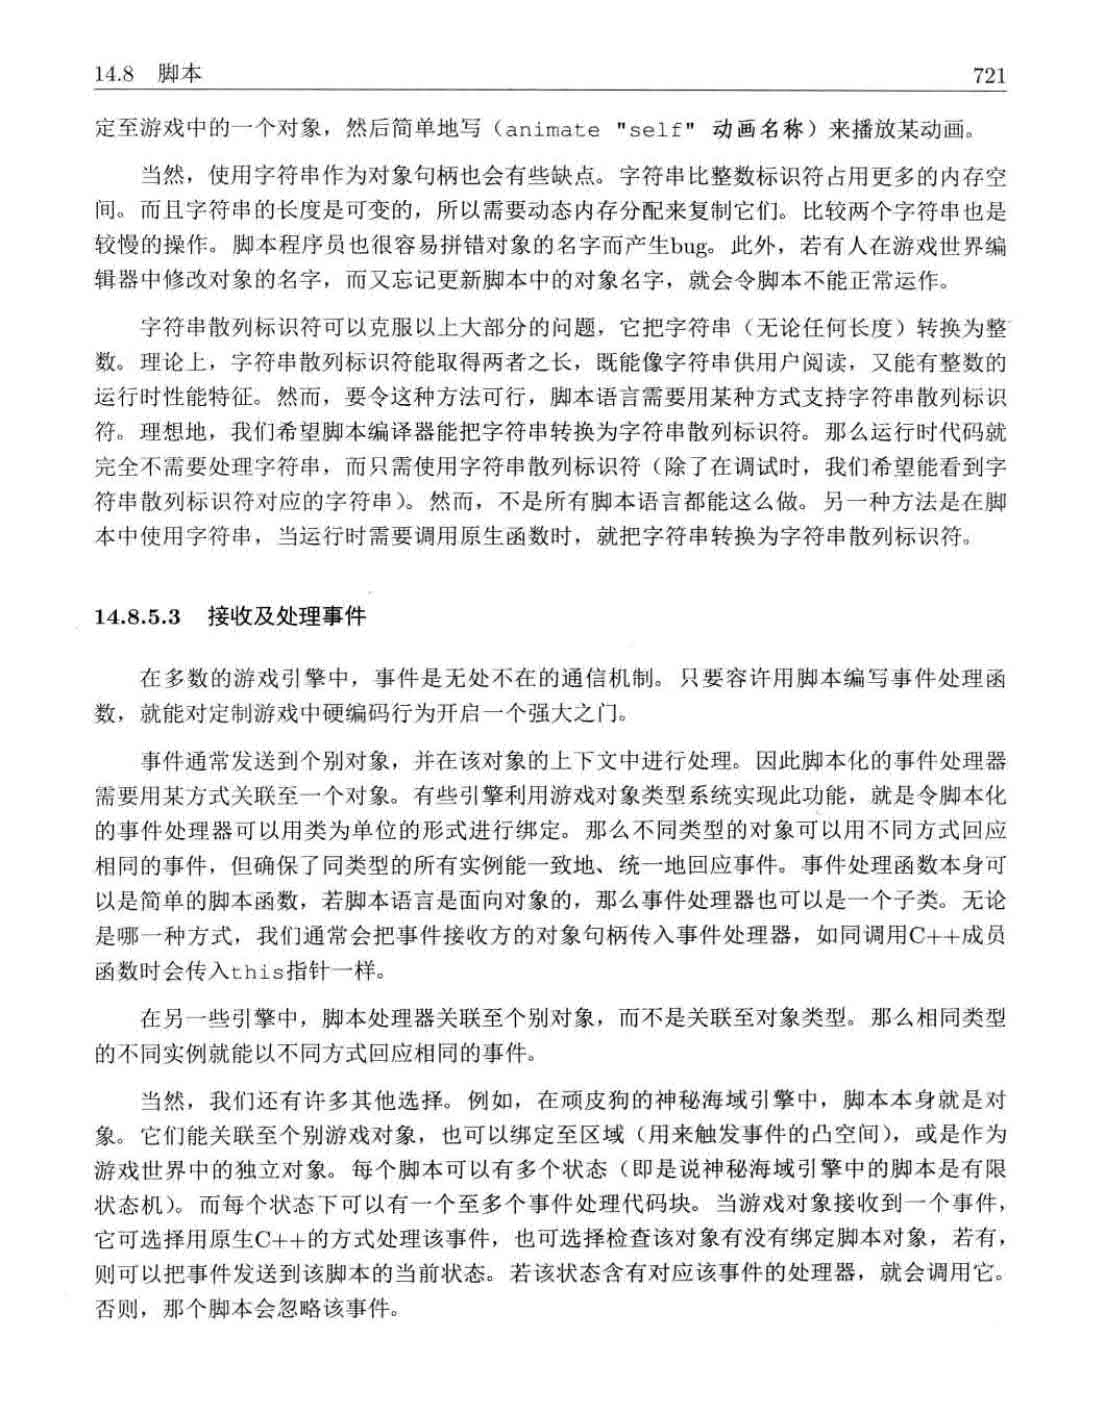 14.8 脚本 721
定至游戏中的一个对象，然后简单地写（animate "self" 动画名称）来播放某动画。
当然，使用字符串作为对象句柄也会有些缺点。字符串比整数标识符占用更多的内存空
间。而且字符串的长度是可变的，所以需要动态内存分配来复制它们。比较两个字符串也是
较慢的操作。脚本程序员也很容易拼错对象的名字而产生bug。此外，若有人在游戏世界编
辑器中修改对象的名字，而又忘记更新脚本中的对象名字，就会令脚本不能正常运作。
字符串散列标识符可以克服以上大部分的问题，它把字符串（无论任何长度）转换为整
数。理论上，字符串散列标识符能取得两者之长，既能像字符串供用户阅读，又能有整数的
运行时性能特征。然而，要令这种方法可行，脚本语言需要用某种方式支持字符串散列标识
符。理想地，我们希望脚本编译器能把字符串转换为字符串散列标识符。那么运行时代码就
完全不需要处理字符串，而只需使用字符串散列标识符（除了在调试时，我们希望能看到字
符串散列标识符对应的字符串）。然而，不是所有脚本语言都能这么做。另一种方法是在脚
本中使用字符串，当运行时需要调用原生函数时，就把字符串转换为字符串散列标识符。
14.8.5.3 接收及处理事件
在多数的游戏引擎中，事件是无处不在的通信机制。只要容许用脚本编写事件处理函
数，就能对定制游戏中硬编码行为开启一个强大之门。
事件通常发送到个别对象，并在该对象的上下文中进行处理。因此脚本化的事件处理器
需要用某方式关联至一个对象。有些引擎利用游戏对象类型系统实现此功能，就是令脚本化
的事件处理器可以用类为单位的形式进行绑定。那么不同类型的对象可以用不同方式回应
相同的事件，但确保了同类型的所有实例能一致地、统一地回应事件。事件处理函数本身可
以是简单的脚本函数，若脚本语言是面向对象的，那么事件处理器也可以是一个子类。无论
是哪一种方式，我们通常会把事件接收方的对象句柄传入事件处理器，如同调用C++成员
函数时会传入this指针一样。
在另一些引擎中，脚本处理器关联至个别对象，而不是关联至对象类型。那么相同类型
的不同实例就能以不同方式回应相同的事件。
当然，我们还有许多其他选择。例如，在顽皮狗的神秘海域引擎中，脚本本身就是对
象。它们能关联至个别游戏对象，也可以绑定至区域（用来触发事件的凸空间），或是作为
游戏世界中的独立对象。每个脚本可以有多个状态（即是说神秘海域引擎中的脚本是有限
状态机）。而每个状态下可以有一个至多个事件处理代码块。当游戏对象接收到一个事件，
它可选择用原生C++的方式处理该事件，也可选择检查该对象有没有绑定脚本对象，若有，
则可以把事件发送到该脚本的当前状态。若该状态含有对应该事件的处理器，就会调用它。
否则，那个脚本会忽略该事件。